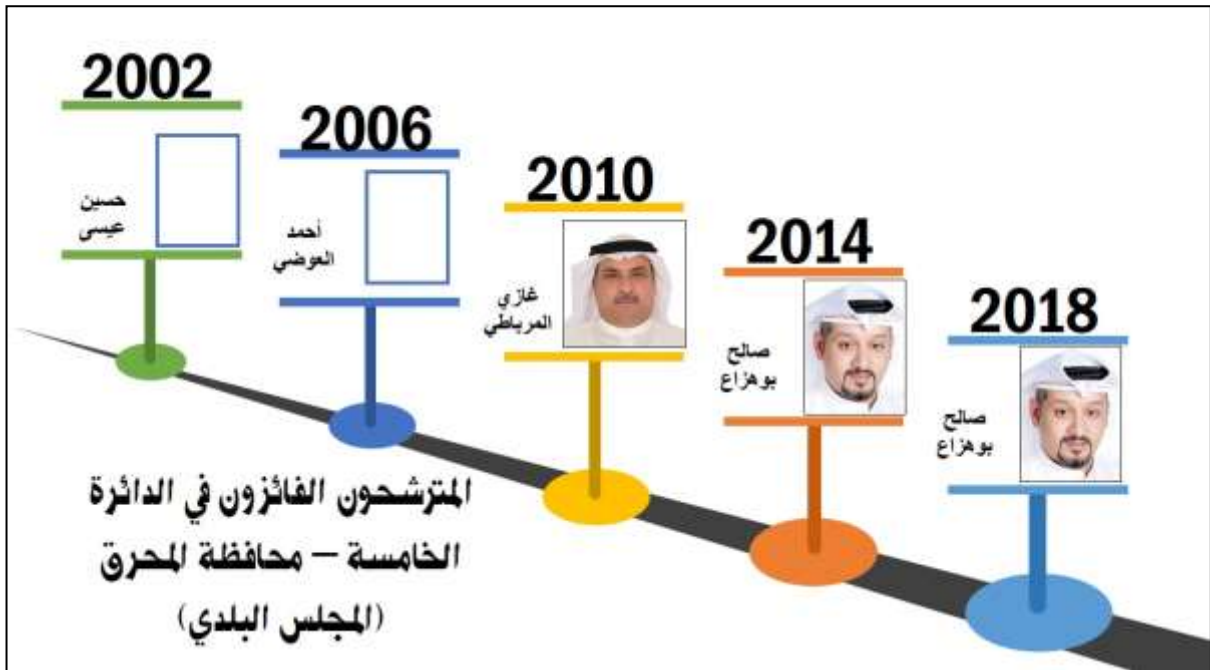 2002
حسين
عيسى
2006
أحمد
العوضي
2010
غازي
المرباطي
2014
صالح
بوهزاع
2018
صالح
بوهزاع
المترشحون الفائزون في الدائرة
الخامسة – محافظة المحرق
(المجلس البلدي)